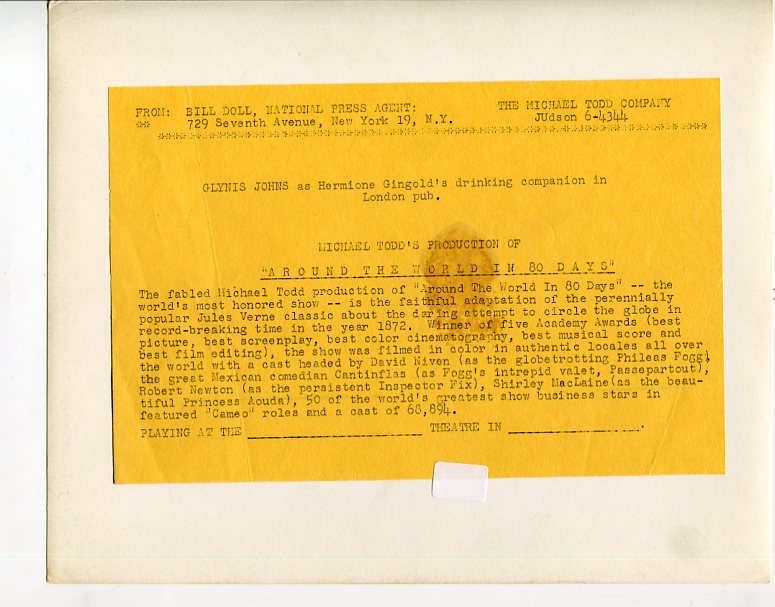 FROM: BILL DOLL, NATIONAL PRESS AGENT: THE MICHAEL TODD COMPANY
** 729 Seventh Avenue, New York 19, N.Y. JUdson 6-4344
GLYNIS JOHNS as Hermione Gingold's drinking companion in
London pub.
MICHAEL TODD'S PRODUCTION OF
"A R O U N D T H E W O R L D I N 80 D A Y S"
The fabled Michael Todd production of "Around The World In 80 Days" -- the
world's most honored show -- is the faithful adaptation of the perennially
popular Jules Verne classic about the daring attempt to circle the globe in
record-breaking time in the year 1872. Winner of five Academy Awards (best
picture, best screenplay, best color cinematography, best musical score and
best film editing), the show was filmed in color in authentic locales all over
the world with a cast headed by David Niven (as the globetrotting Phileas Fogg),
the great Mexican comedian Cantinflas (as Fogg's intrepid valet, Passepartout),
Robert Newton (as the persistent Inspector Fix), Shirley MacLaine(as the beau-
tiful Princess Aouda), 50 of the world's greatest show business stars in
featured "Cameo" roles and a cast of 68,894.
PLAYING AT THE ____________________ THEATRE IN _______________.